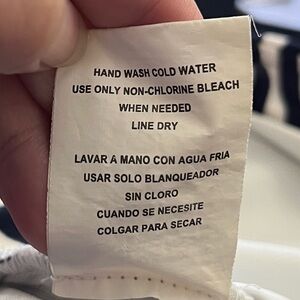 HAND WASH COLD WATER
USE ONLY NON-CHLORINE BLEACH
WHEN NEEDED
LINE DRY
LAVAR A MANO CON AGUA FRIA
USAR SOLO BLANQUEADOR
SIN CLORO
CUANDO SE NECESITE
COLGAR PARA SECAR